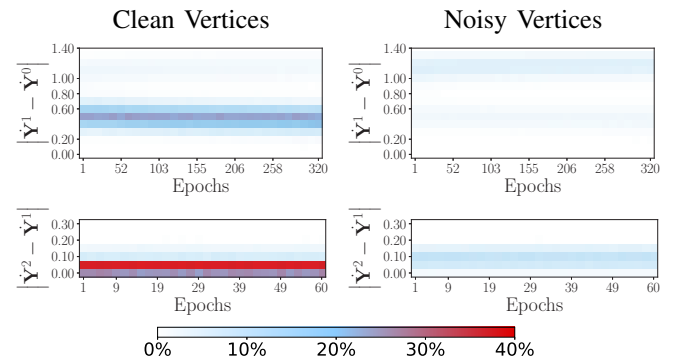 Clean Vertices
Noisy Vertices
|Ẏ¹ − Ẏ⁰|
1.40
1.00
0.80
0.60
0.20
0.00
1 52 103 155 206 258 320
Epochs
|Ẏ¹ − Ẏ⁰|
1.40
1.00
0.80
0.60
0.20
0.00
1 52 103 155 206 258 320
Epochs
|Ẏ² − Ẏ¹|
0.30
0.20
0.10
0.00
1 9 19 29 39 49 60
Epochs
|Ẏ² − Ẏ¹|
0.30
0.20
0.10
0.00
1 9 19 29 39 49 60
Epochs
0% 10% 20% 30% 40%